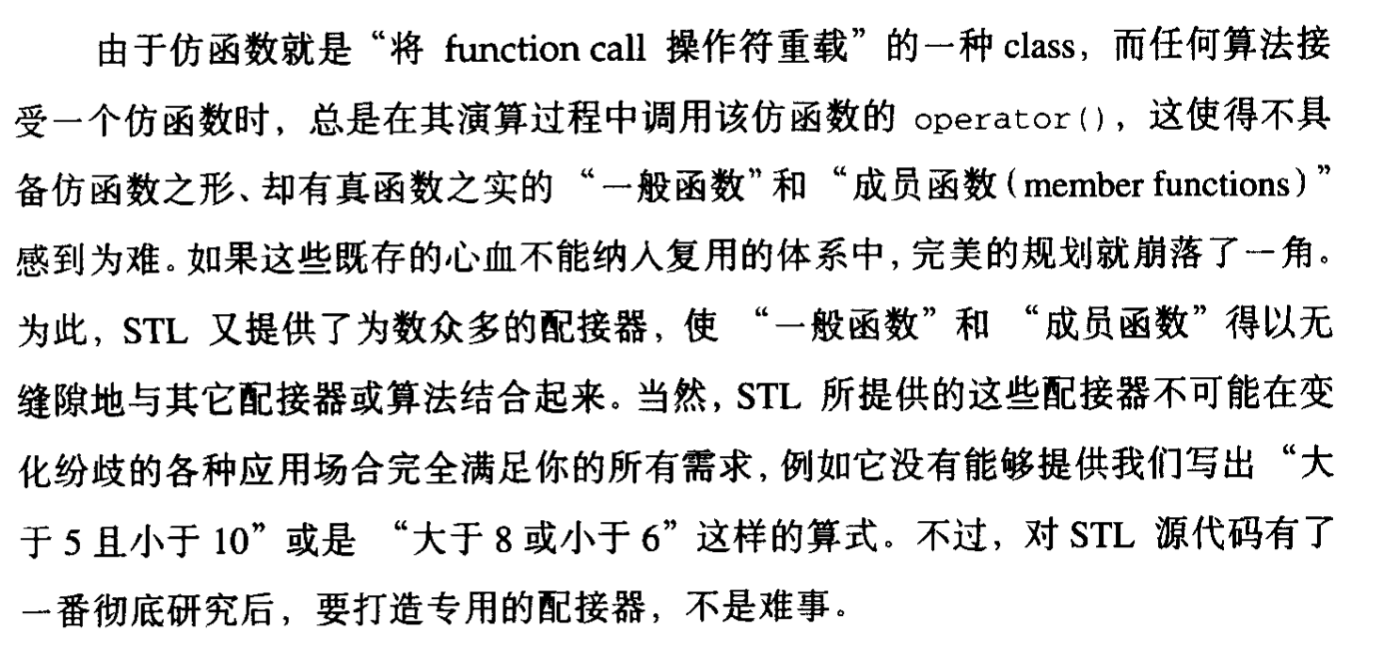 由于仿函数就是“将 function call 操作符重载”的一种 class，而任何算法接
受一个仿函数时，总是在其演算过程中调用该仿函数的 operator()，这使得不具
备仿函数之形、却有真函数之实的 “一般函数”和 “成员函数（member functions）”
感到为难。如果这些既存的心血不能纳入复用的体系中，完美的规划就崩落了一角。
为此，STL 又提供了为数众多的配接器，使 “一般函数”和 “成员函数”得以无
缝隙地与其它配接器或算法结合起来。当然，STL 所提供的这些配接器不可能在变
化纷歧的各种应用场合完全满足你的所有需求，例如它没有能够提供我们写出 “大
于 5 且小于 10”或是 “大于 8 或小于 6”这样的算式。不过，对 STL 源代码有了
一番彻底研究后，要打造专用的配接器，不是难事。